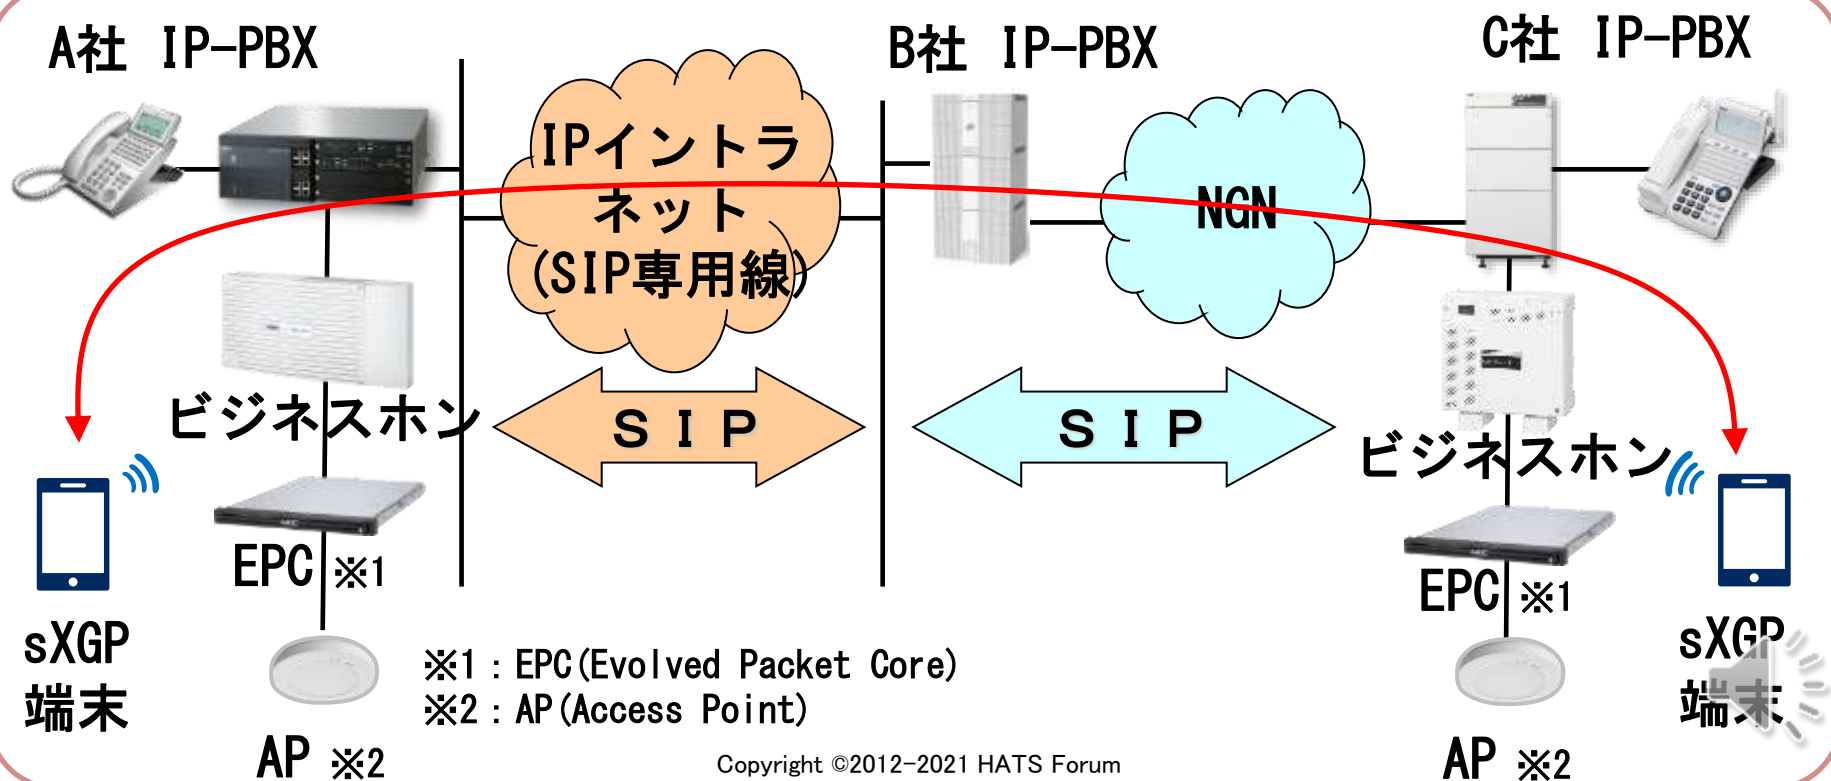 A社 IP-PBX
B社 IP-PBX
C社 IP-PBX
IPイントラ
ネット
(SIP専用線)
NGN
ビジネスホン
SIP
SIP
ビジネスホン
EPC ※1
EPC ※1
sXGP
端末
※1：EPC(Evolved Packet Core)
※2：AP(Access Point)
sXGP
端末
AP ※2
Copyright ©2012-2021 HATS Forum
AP ※2